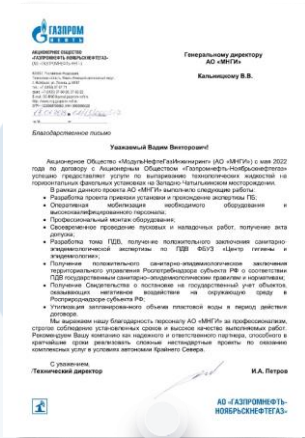 ГАЗПРОМ
НЕФТЬ
АКЦИОНЕРНОЕ ОБЩЕСТВО
«ГАЗПРОМНЕФТЬ-НОЯБРЬСКНЕФТЕГАЗ»
Генеральному директору
АО «МНГИ»
Кальницкому В.В.
Благодарственное письмо
Уважаемый Вадим Викторович!
Акционерное Общество «МодульНефтеГазИнжиниринг» (АО «МНГИ») с мая 2022
года по договору с Акционерным Обществом «Газпромнефть-Ноябрьскнефтегаз»
успешно предоставляет услуги по выпариванию технологических жидкостей на
горизонтальных факельных установках на Западно-Чатылькинском месторождении.
В рамках данного проекта АО «МНГИ» выполнило следующие работы:
• Разработка проекта привязки установки и прохождение экспертизы ПБ;
• Оперативная мобилизация необходимого оборудования и
высококвалифицированного персонала;
• Профессиональный монтаж оборудования;
• Своевременное проведение пусковых и наладочных работ, получение акта
допуска;
• Разработка тома ПДВ, получение положительного заключения санитарно-
эпидемиологической экспертизы по ПДВ ФБУЗ «Центр гигиены и
эпидемиологии»;
• Получение положительного санитарно-эпидемиологическое заключения
территориального управления Роспотребнадзора субъекта РФ о соответствии
ПДВ государственным санитарно-эпидемиологическим правилам и нормативам;
• Получение Свидетельства о постановке на государственный учет объектов,
оказывающих негативное воздействие на окружающую среду в
Росприроднадзоре субъекта РФ;
• Утилизация запланированного объема пластовой воды в период действия
договора.
Мы выражаем нашу благодарность персоналу АО «МНГИ» за профессионализм,
строгое соблюдение установленных сроков и высокое качество выполняемых работ.
Рекомендуем Вашу компанию как надежного и ответственного партнера, способного в
кратчайшие сроки реализовать сложные нестандартные проекты по оказанию
комплексных услуг в условиях автономии Крайнего Севера.
С уважением,
/Технический директор
И.А. Петров
АО «ГАЗПРОМНЕФТЬ-
НОЯБРЬСКНЕФТЕГАЗ»